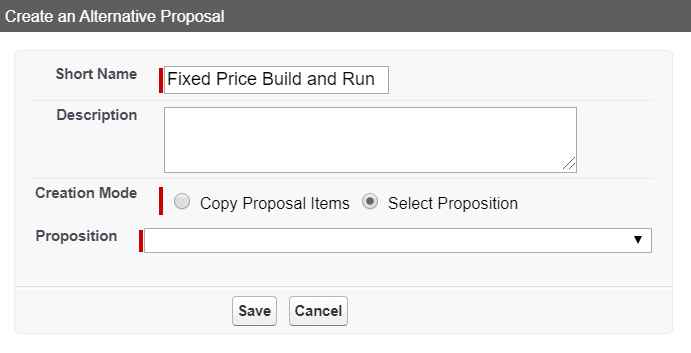 Create an Alternative Proposal
Short Name Fixed Price Build and Run
Description
Creation Mode Copy Proposal Items Select Proposition
Proposition
Save Cancel